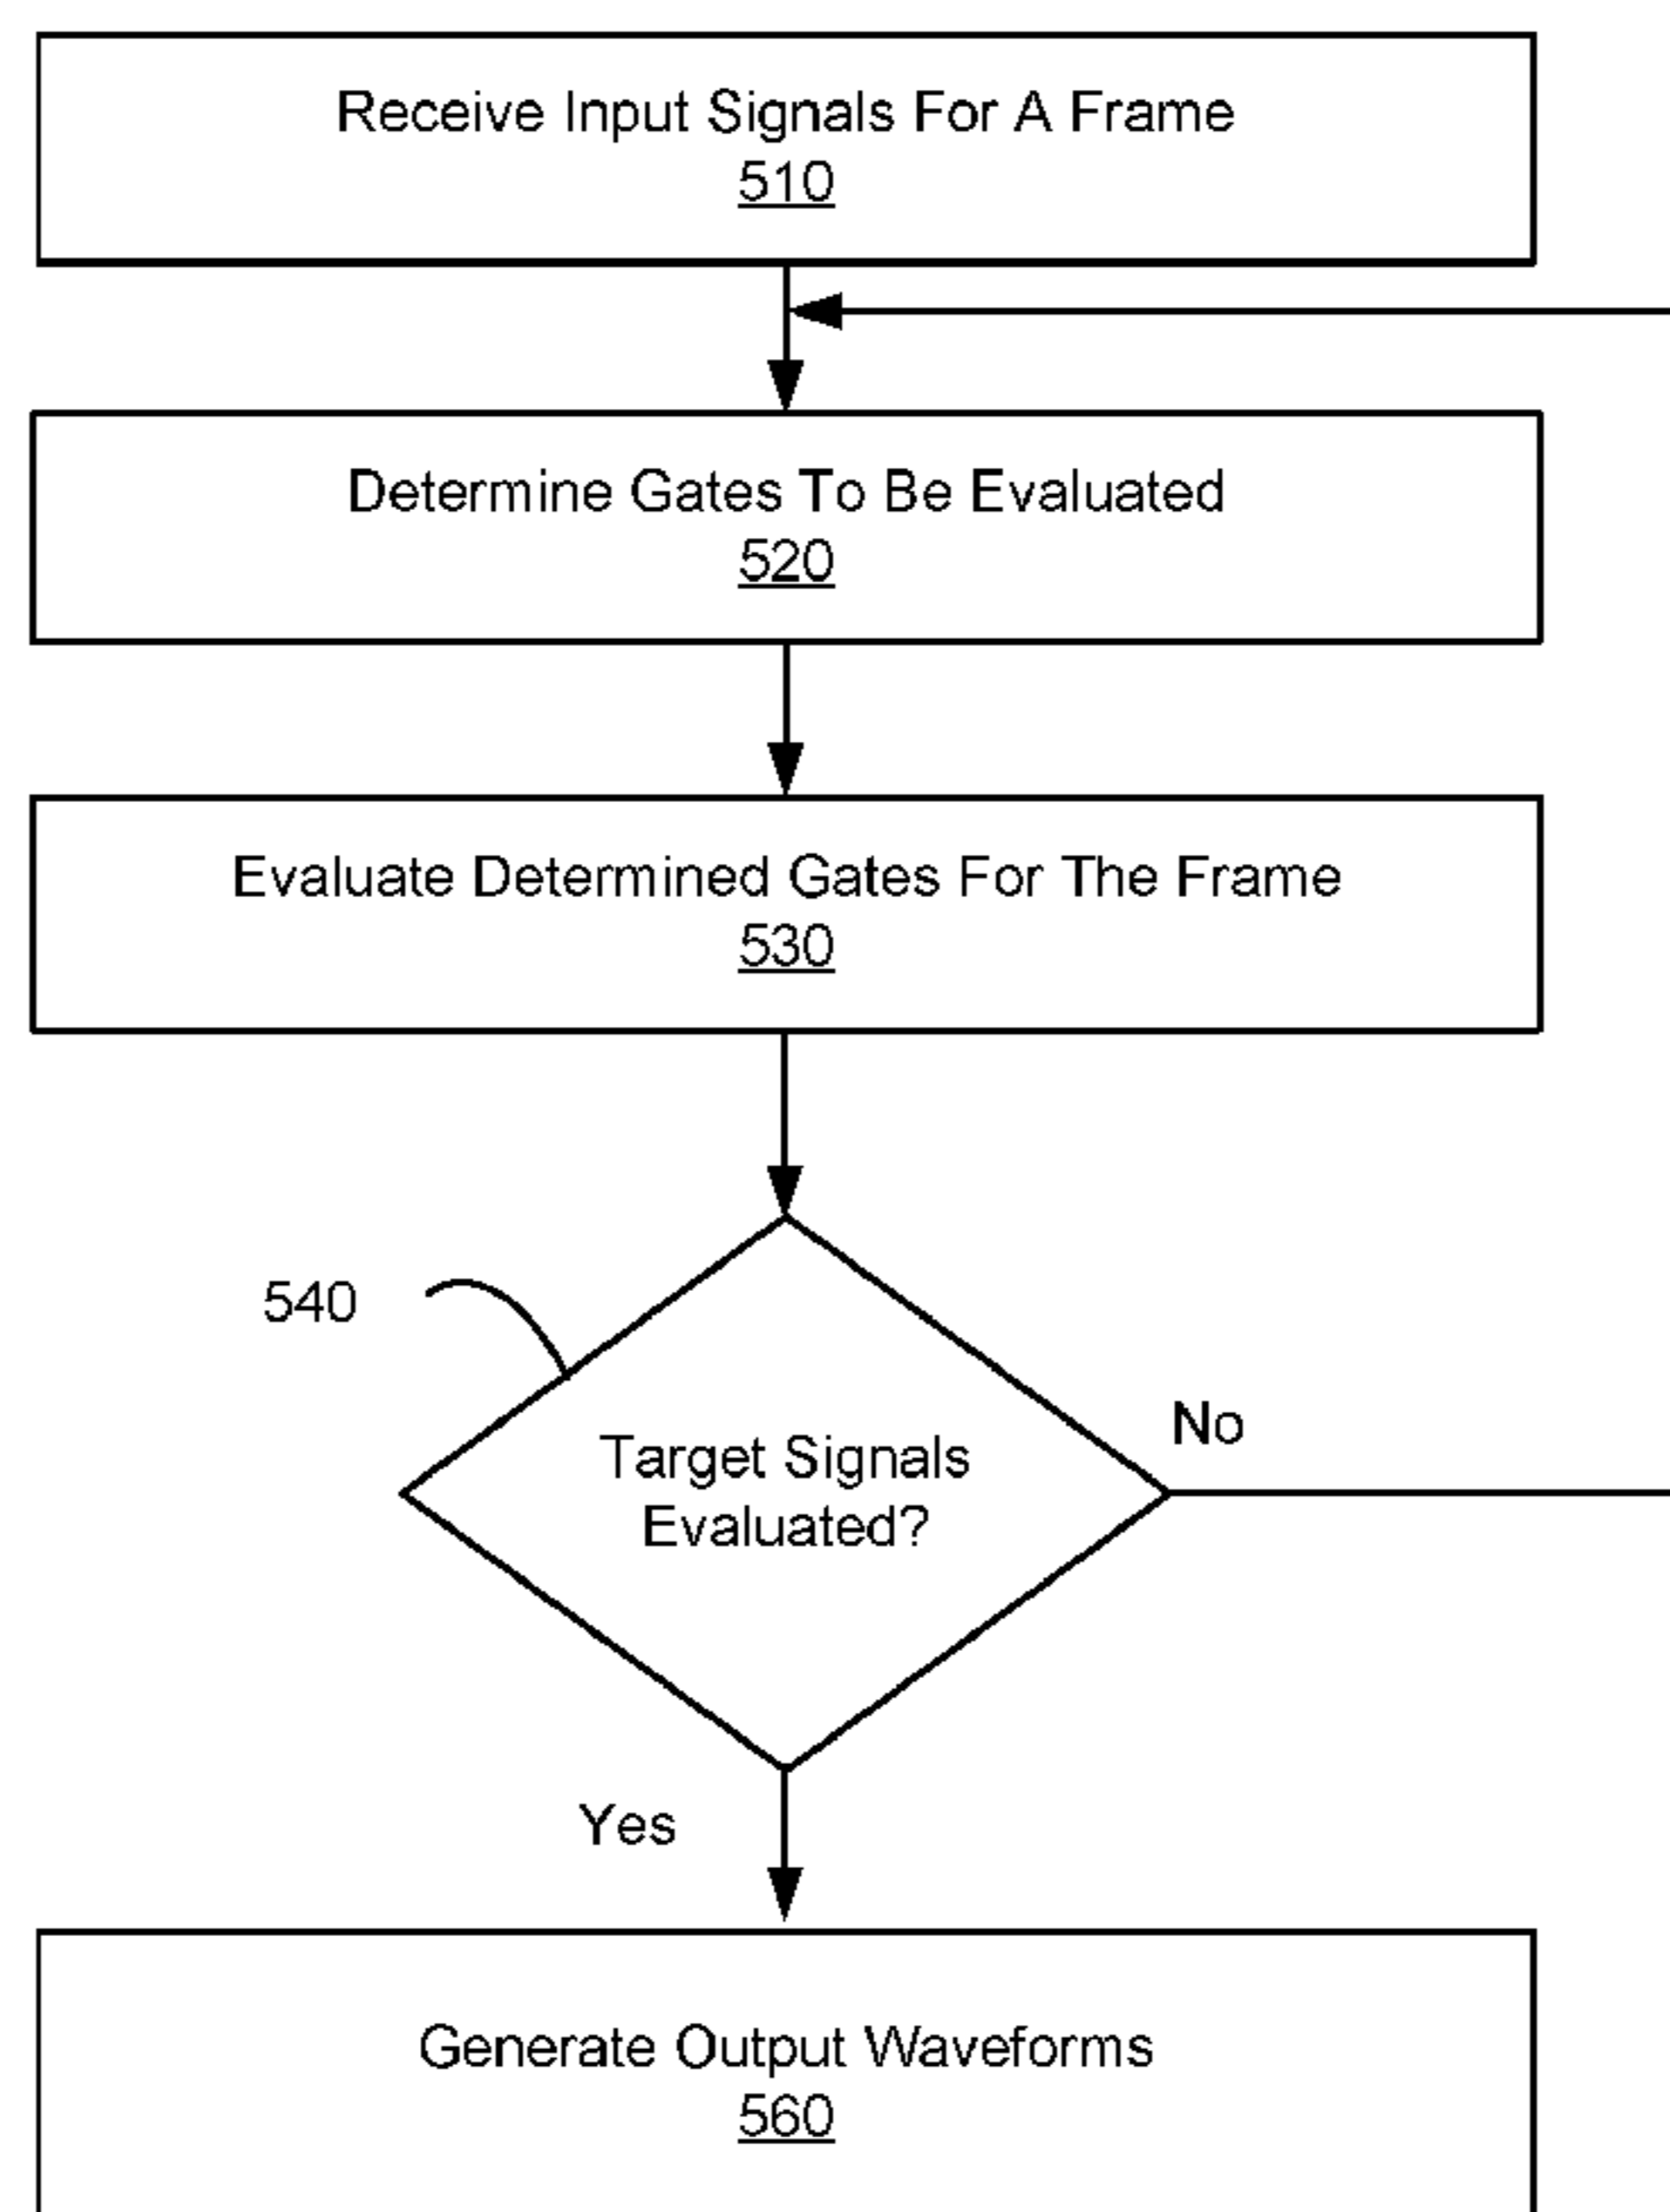 Receive Input Signals For A Frame
510
Determine Gates To Be Evaluated
520
Evaluate Determined Gates For The Frame
530
540
Target Signals
Evaluated?
No
Yes
Generate Output Waveforms
560